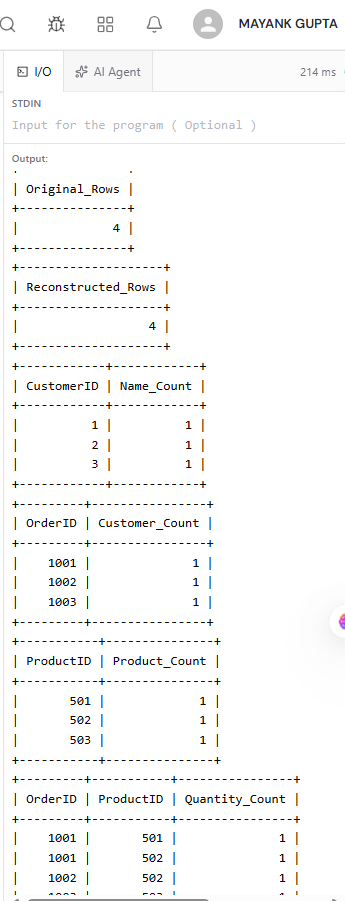 MAYANK GUPTA
I/O AI Agent 214 ms
STDIN
Input for the program ( Optional )
Output:
| Original_Rows |
+---------------+
| 4 |
+---------------+
+-------------------+
| Reconstructed_Rows |
+-------------------+
| 4 |
+-------------------+
+------------+------------+
| CustomerID | Name_Count |
+------------+------------+
| 1 | 1 |
| 2 | 1 |
| 3 | 1 |
+------------+------------+
+---------+----------------+
| OrderID | Customer_Count |
+---------+----------------+
| 1001 | 1 |
| 1002 | 1 |
| 1003 | 1 |
+---------+----------------+
+-----------+---------------+
| ProductID | Product_Count |
+-----------+---------------+
| 501 | 1 |
| 502 | 1 |
| 503 | 1 |
+-----------+---------------+
+---------+-----------+----------------+
| OrderID | ProductID | Quantity_Count |
+---------+-----------+----------------+
| 1001 | 501 | 1 |
| 1001 | 502 | 1 |
| 1002 | 502 | 1 |